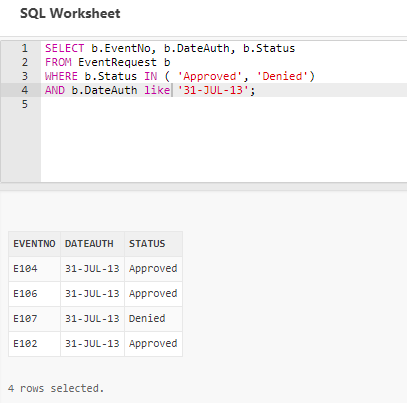 SQL Worksheet
1 SELECT b.EventNo, b.DateAuth, b.Status
2 FROM EventRequest b
3 WHERE b.Status IN ( 'Approved', 'Denied')
4 AND b.DateAuth like '31-JUL-13';
5
EVENTNO DATEAUTH STATUS
E104 31-JUL-13 Approved
E106 31-JUL-13 Approved
E107 31-JUL-13 Denied
E102 31-JUL-13 Approved
4 rows selected.